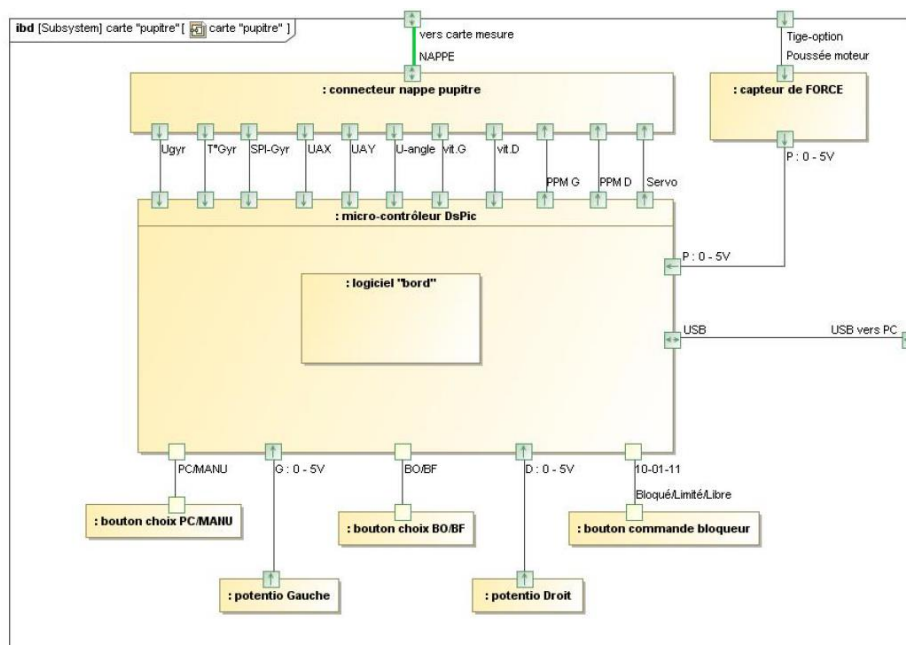 ibd [Subsystem] carte "pupitre" [ carte "pupitre" ]
vers carte mesure
NAPPE
Tige-option
Poussée moteur
: connecteur nappe pupitre
: capteur de FORCE
Ugyr
T°Gyr
SPI-Gyr
UAX
UAY
U-angle
vit.G
vit.D
PPM G
PPM D
Servo
P : 0 - 5V
: micro-contrôleur DsPic
P : 0 - 5V
: logiciel "bord"
USB
USB vers PC
PC/MANU
G : 0 - 5V
BO/BF
D : 0 - 5V
10-01-11
Bloqué/Limité/Libre
: bouton choix PC/MANU
: bouton choix BO/BF
: bouton commande bloqueur
: potentio Gauche
: potentio Droit